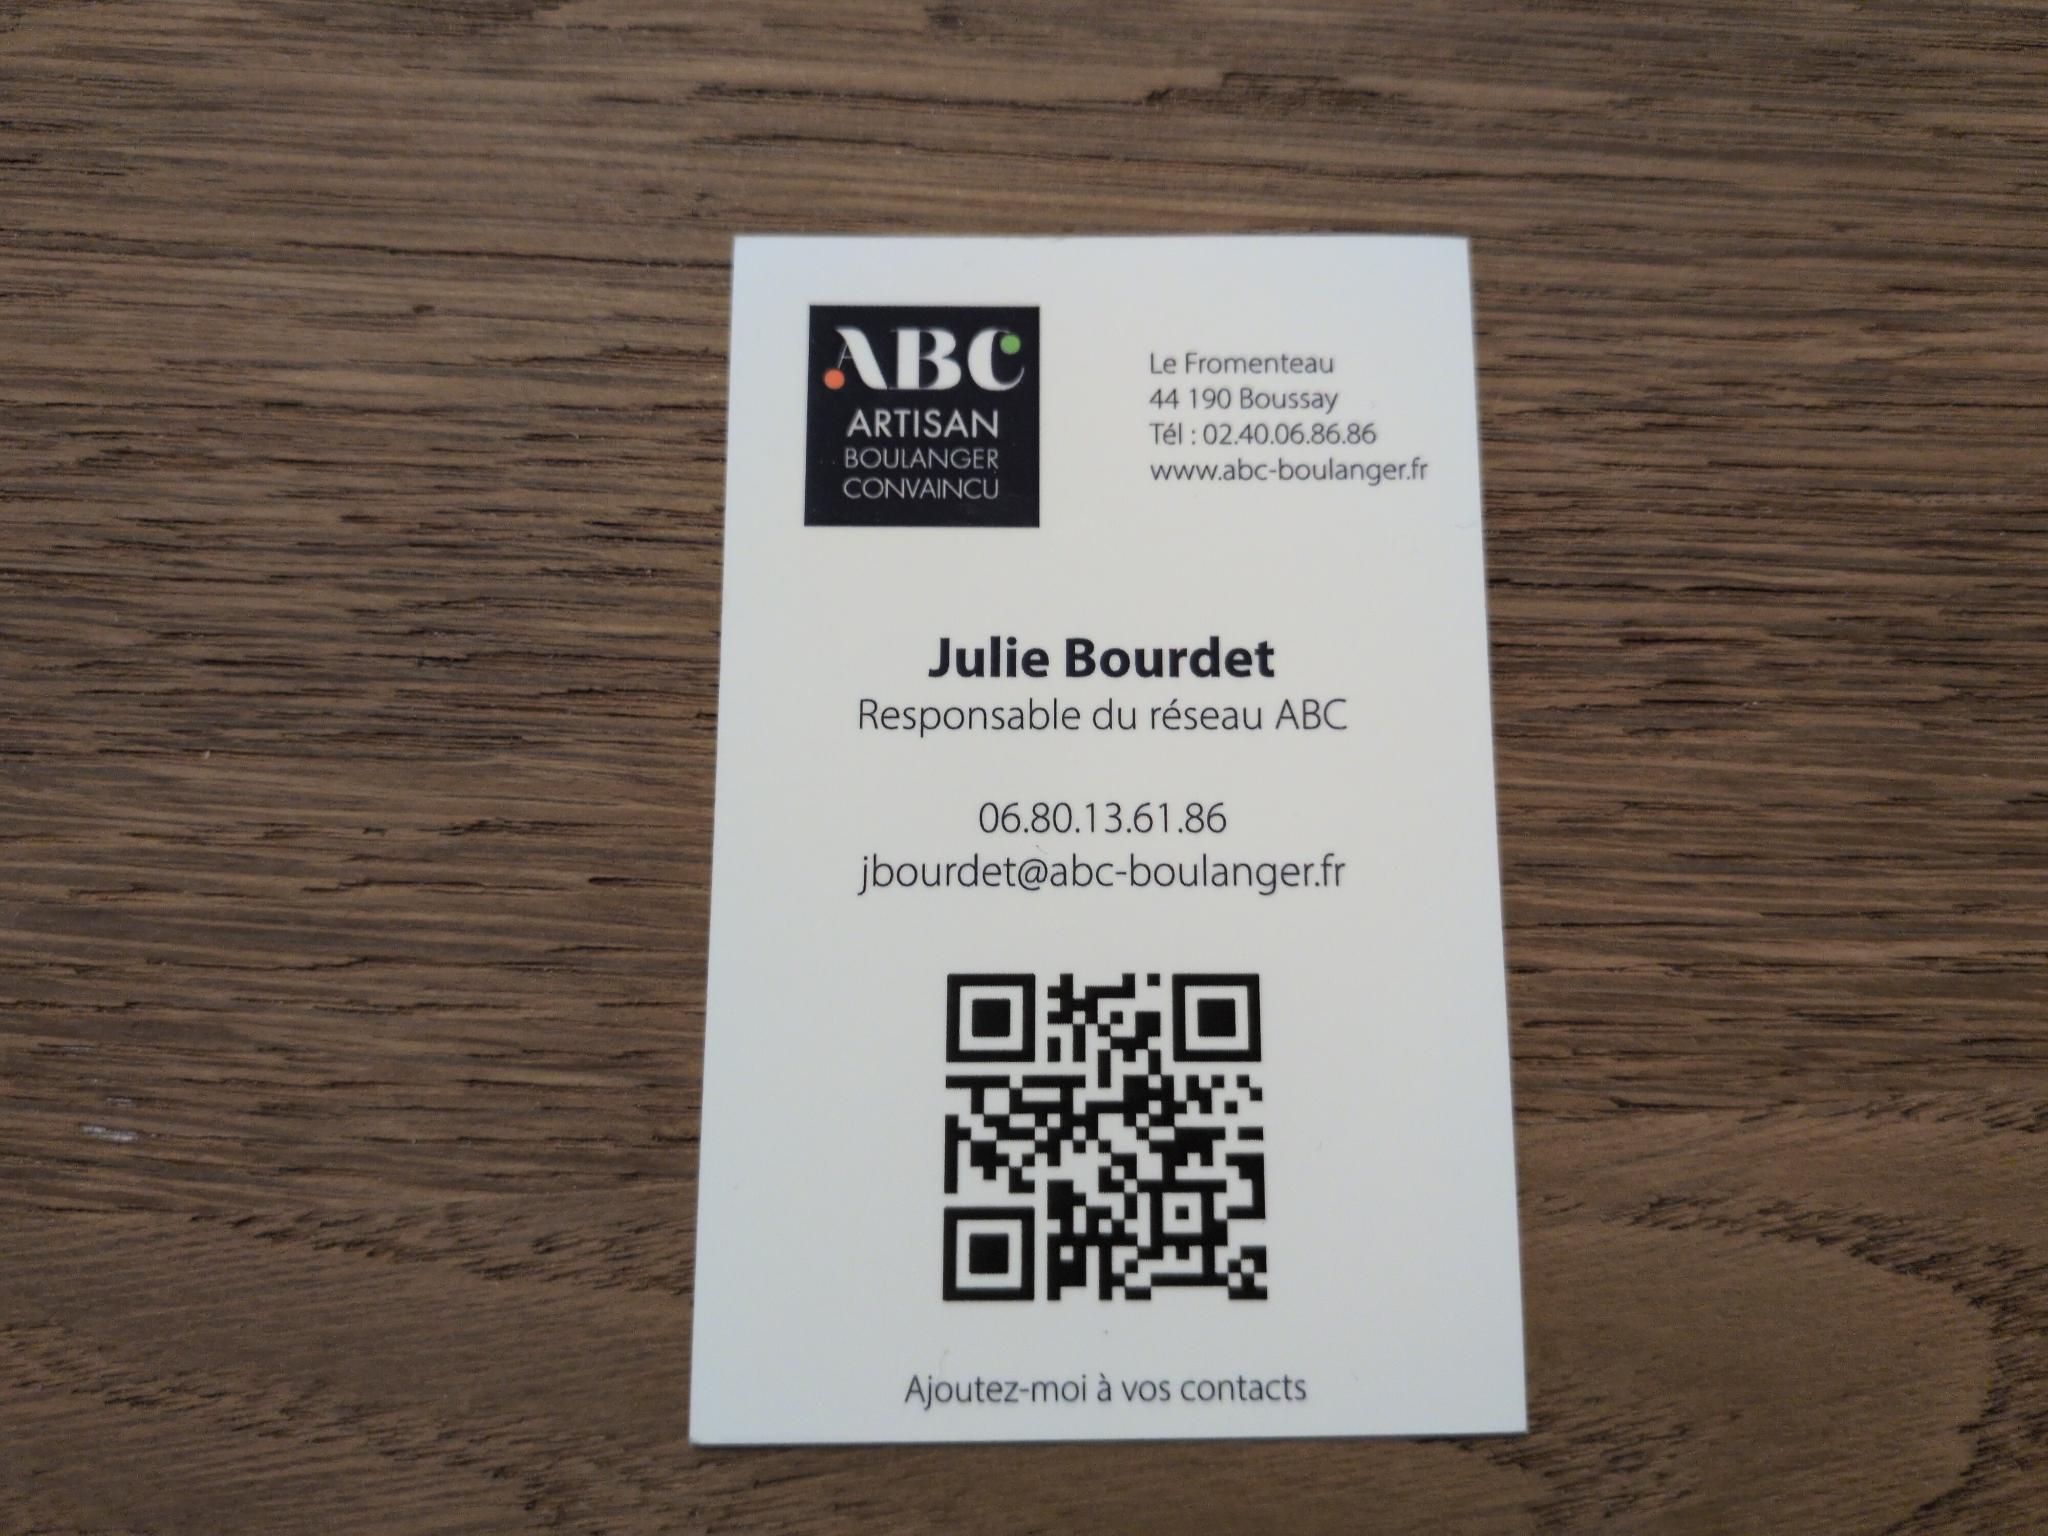 ABC
ARTISAN
BOULANGER
CONVAINCU
Le Fromenteau
44 190 Boussay
Tél : 02.40.06.86.86
www.abc-boulanger.fr
Julie Bourdet
Responsable du réseau ABC
06.80.13.61.86
jbourdet@abc-boulanger.fr
Ajoutez-moi à vos contacts